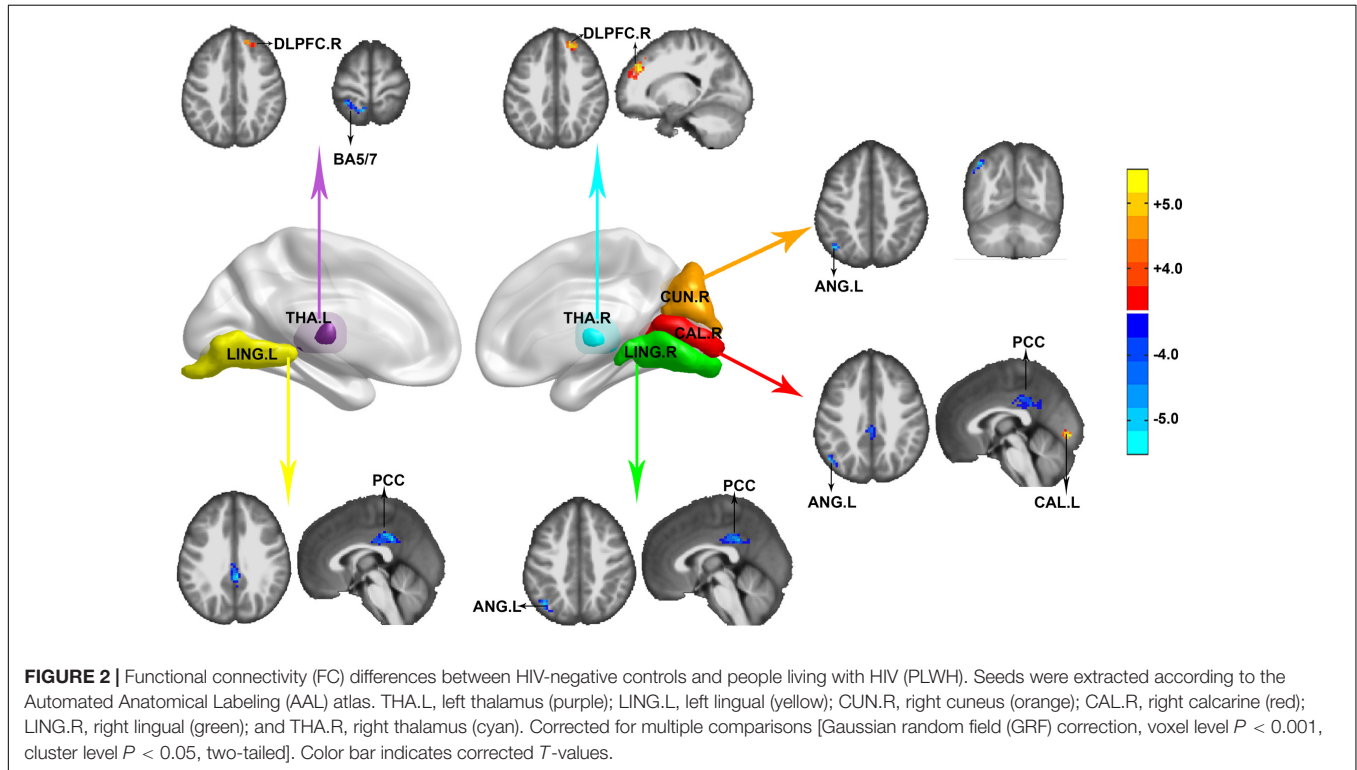 DLPFC.R
BA5/7
DLPFC.R
THA.L
LING.L
THA.R
CUN.R
CAL.R
LING.R
ANG.L
+5.0
+4.0
-4.0
-5.0
PCC
ANG.L
CAL.L
PCC
PCC
ANG.L
FIGURE 2 | Functional connectivity (FC) differences between HIV-negative controls and people living with HIV (PLWH). Seeds were extracted according to the
Automated Anatomical Labeling (AAL) atlas. THA.L, left thalamus (purple); LING.L, left lingual (yellow); CUN.R, right cuneus (orange); CAL.R, right calcarine (red);
LING.R, right lingual (green); and THA.R, right thalamus (cyan). Corrected for multiple comparisons [Gaussian random field (GRF) correction, voxel level P < 0.001,
cluster level P < 0.05, two-tailed]. Color bar indicates corrected T-values.